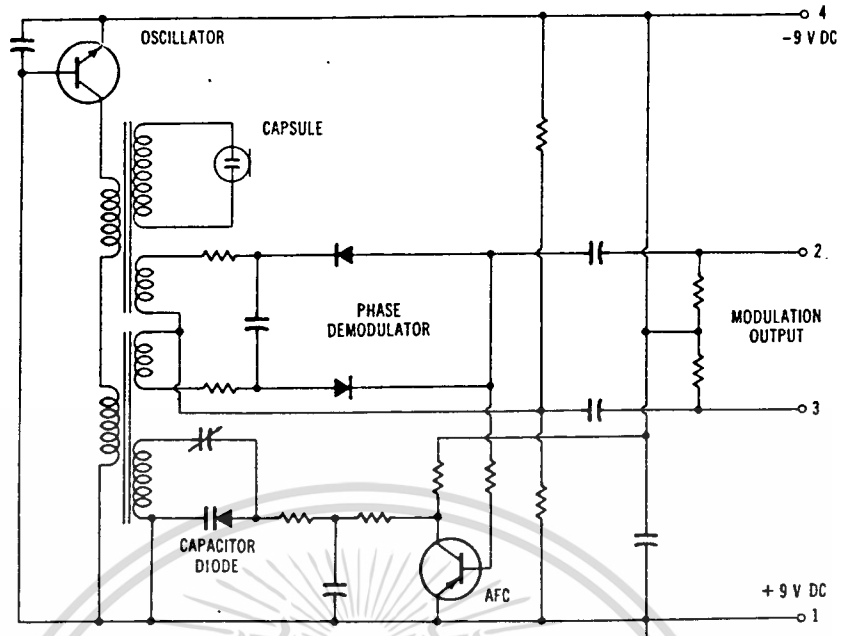 OSCILLATOR
4
-9 V DC
CAPSULE
2.
PHASE
DEMODULATOR
MODULATION
OUTPUT
3
CAPACITOR
DIODE
AFC
+ 9 V DC
1